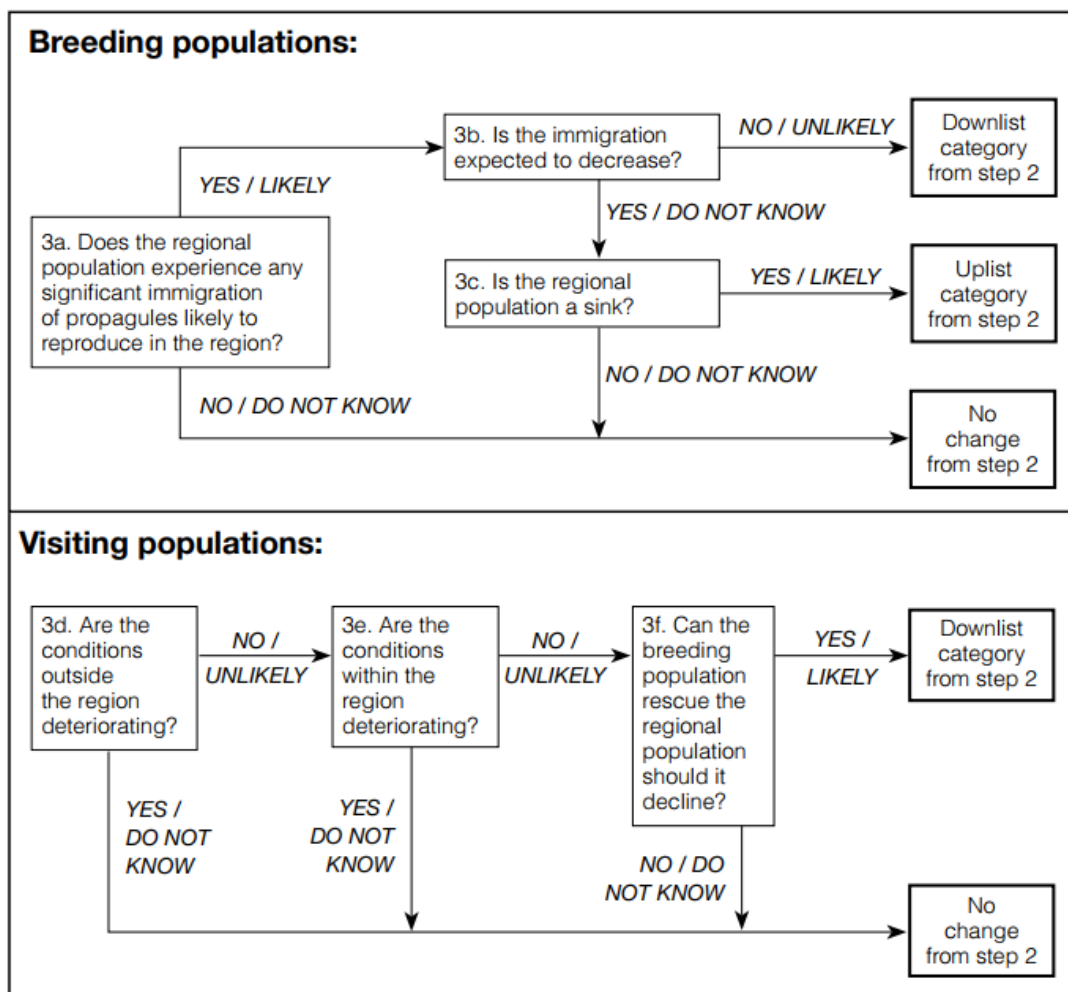 Breeding populations:
3b. Is the immigration
expected to decrease?
NO / UNLIKELY
Downlist
category
from step 2
YES / LIKELY
YES / DO NOT KNOW
3a. Does the regional
population experience any
significant immigration
of propagules likely to
reproduce in the region?
3c. Is the regional
population a sink?
YES / LIKELY
Uplist
category
from step 2
NO / DO NOT KNOW
NO / DO NOT KNOW
No
change
from step 2
Visiting populations:
3d. Are the
conditions
outside
the region
deteriorating?
NO /
UNLIKELY
3e. Are the
conditions
within the
region
deteriorating?
NO /
UNLIKELY
3f. Can the
breeding
population
rescue the
regional
population
should it
decline?
YES /
LIKELY
Downlist
category
from step 2
YES /
DO NOT
KNOW
YES /
DO NOT
KNOW
NO / DO
NOT KNOW
No
change
from step 2